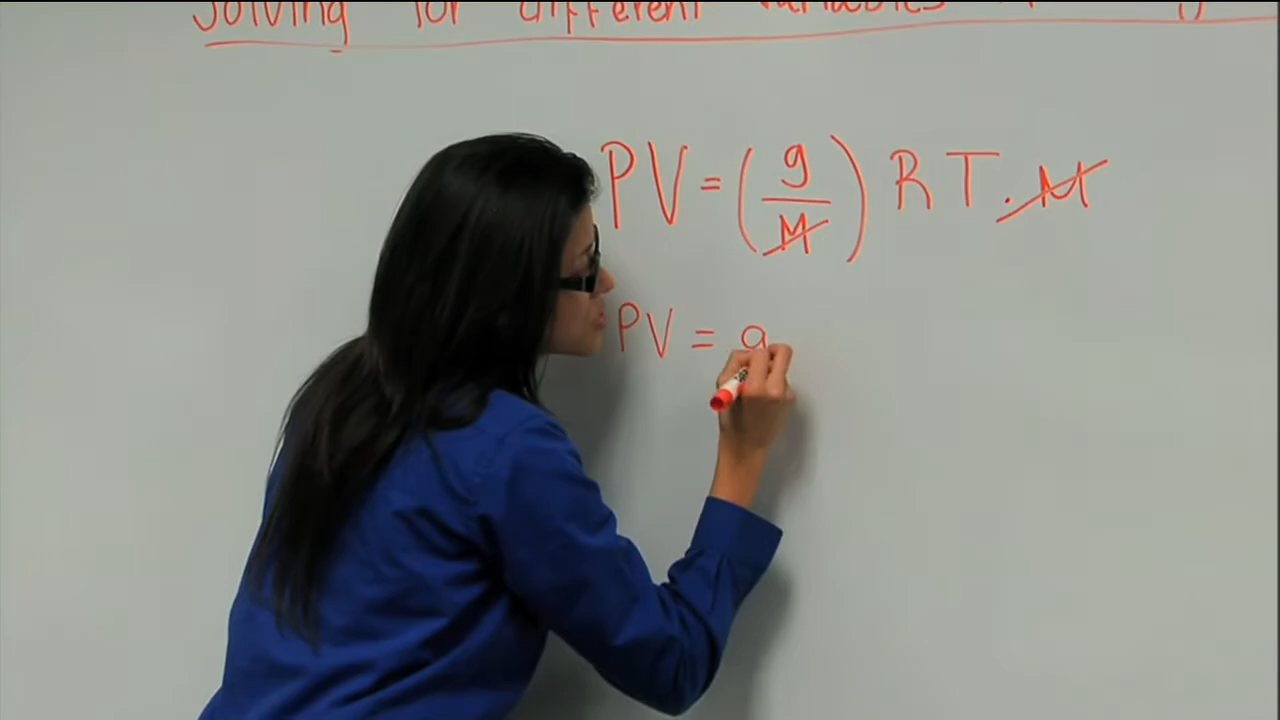 Solving for different variables
PV = (g/M) RT · M
PV = g